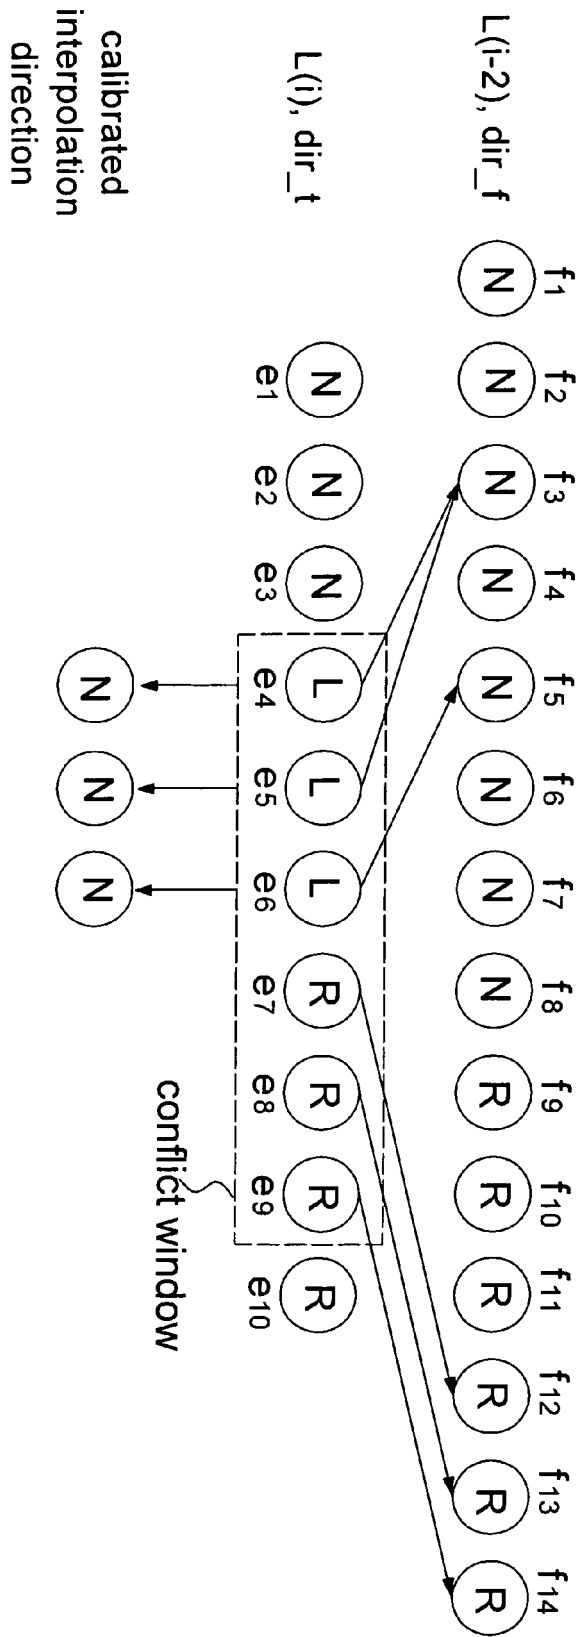 f1 f2 f3 f4 f5 f6 f7 f8 f9 f10 f11 f12 f13 f14
L(i-2), dir_f N N N N N N N N R R R R R R
L(i), dir_t N N N L L L R R R R
e1 e2 e3 e4 e5 e6 e7 e8 e9 e10
conflict window
calibrated
interpolation
direction
N N N